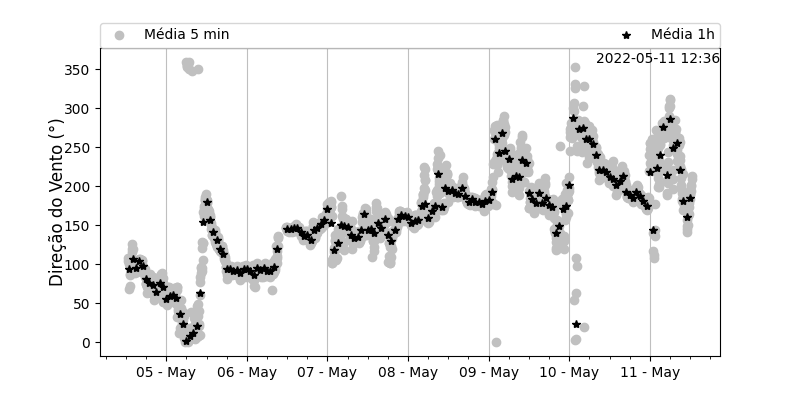 Média 5 min
Média 1h
2022-05-11 12:36
Direção do Vento (°)
350
300
250
200
150
100
50
0
05 - May
06 - May
07 - May
08 - May
09 - May
10 - May
11 - May